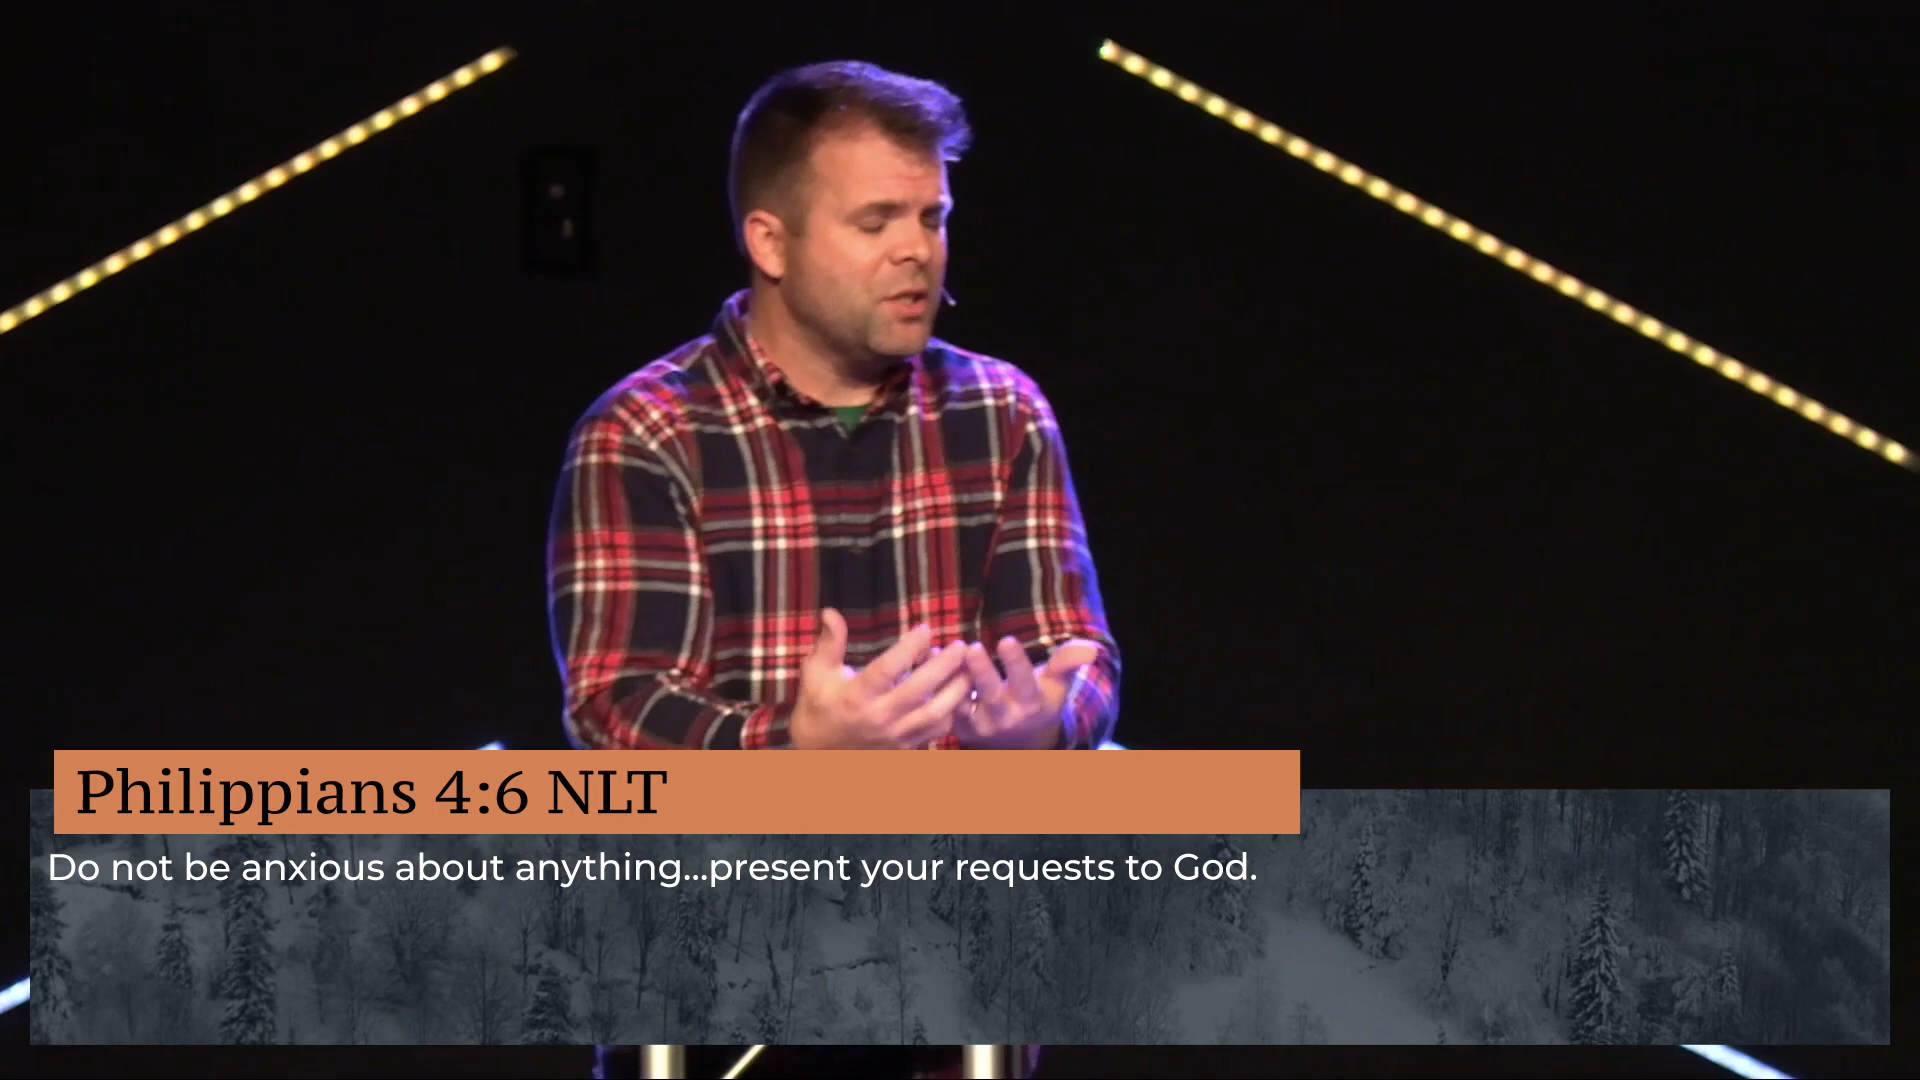 Philippians 4:6 NLT
Do not be anxious about anything...present your requests to God.